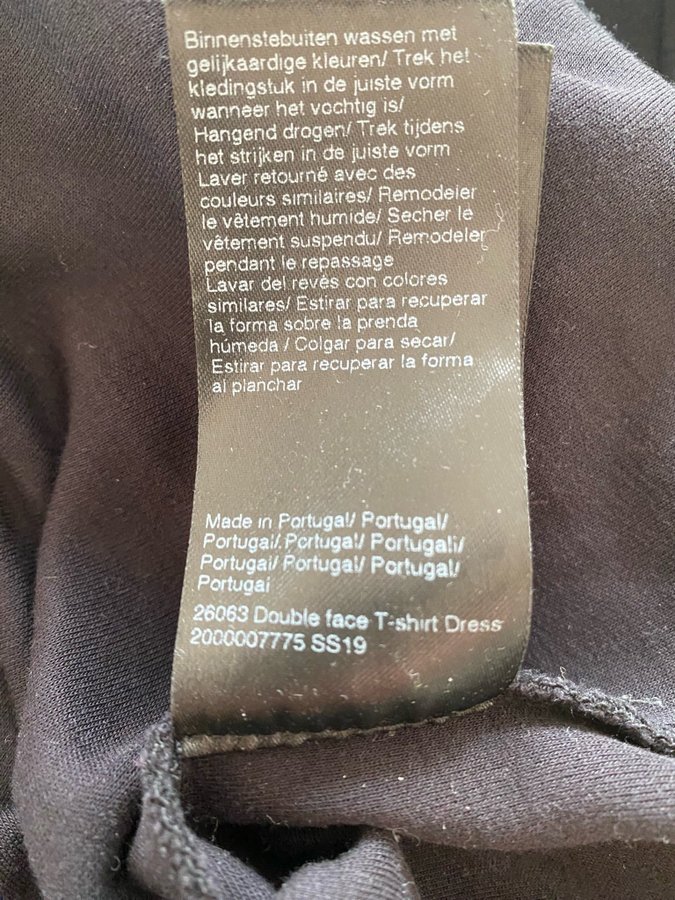 Binnenstebuiten wassen met
gelijkaardige kleuren/ Trek het
kledingstuk in de juiste vorm
wanneer het vochtig is/
Hangend drogen/ Trek tijdens
het strijken in de juiste vorm
Laver retourné avec des
couleurs similaires/ Remodeler
le vêtement humide/ Secher le
vêtement suspendu/ Remodeler
pendant le repassage
Lavar del revés con colores
similares/ Estirar para recuperar
la forma sobre la prenda
húmeda / Colgar para secar/
Estirar para recuperar la forma
al planchar
Made in Portugal/ Portugal/
Portugal/ Portugal/ Portugali/
Portugal/ Portugal/ Portugal/
Portugal
26063 Double face T-shirt Dress
2000007775 SS19